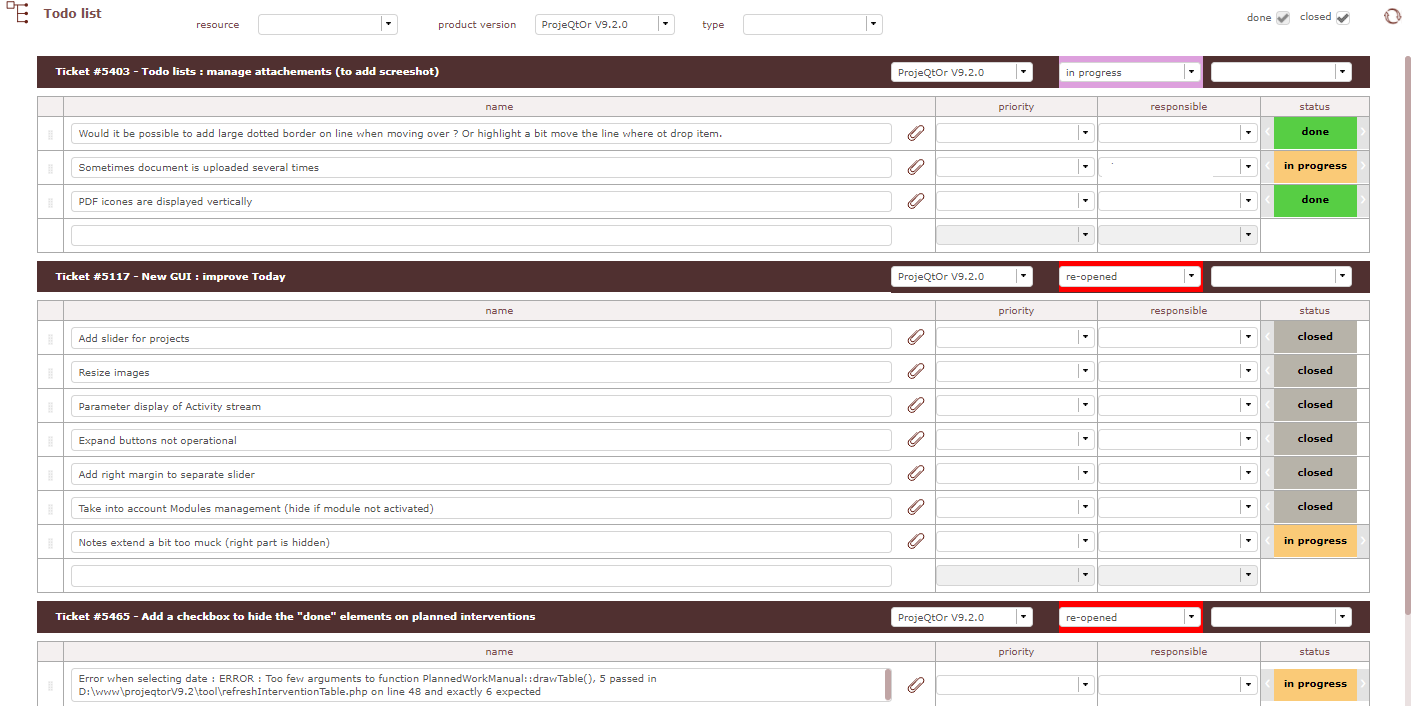 Todo list
resource product version ProjeQtOr V9.2.0 type done closed
Ticket #5403 - Todo lists : manage attachements (to add screeshot) ProjeQtOr V9.2.0 in progress
name priority responsible status
Would it be possible to add large dotted border on line when moving over ? Or highlight a bit move the line where ot drop item. done
Sometimes document is uploaded several times in progress
PDF icones are displayed vertically done
Ticket #5117 - New GUI : improve Today ProjeQtOr V9.2.0 re-opened
name priority responsible status
Add slider for projects closed
Resize images closed
Parameter display of Activity stream closed
Expand buttons not operational closed
Add right margin to separate slider closed
Take into account Modules management (hide if module not activated) closed
Notes extend a bit too muck (right part is hidden) in progress
Ticket #5465 - Add a checkbox to hide the "done" elements on planned interventions ProjeQtOr V9.2.0 re-opened
name priority responsible status
Error when selecting date : ERROR : Too few arguments to function PlannedWorkManual::drawTable(), 5 passed in
D:\www\projeqtorV9.2\tool\refreshInterventionTable.php on line 48 and exactly 6 expected in progress